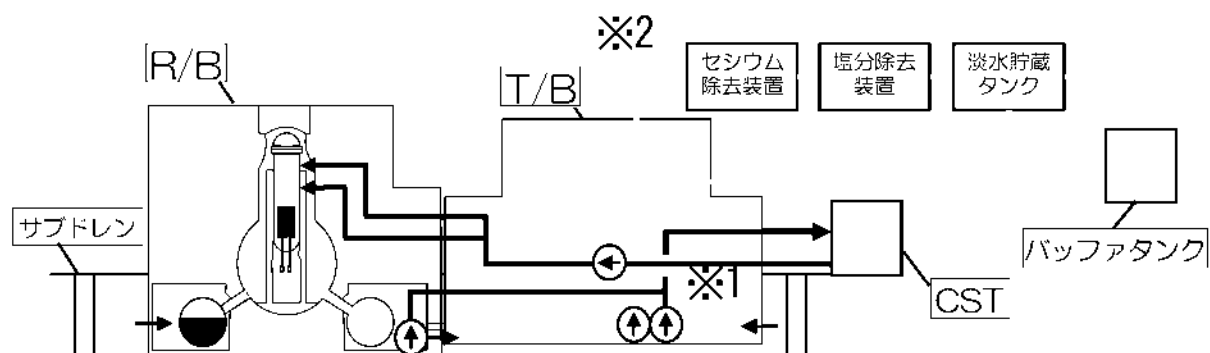 ※2
[R/B]
[T/B]
セシウム
除去装置
塩分除去
装置
淡水貯蔵
タンク
サブドレン
バッファタンク
※1
CST